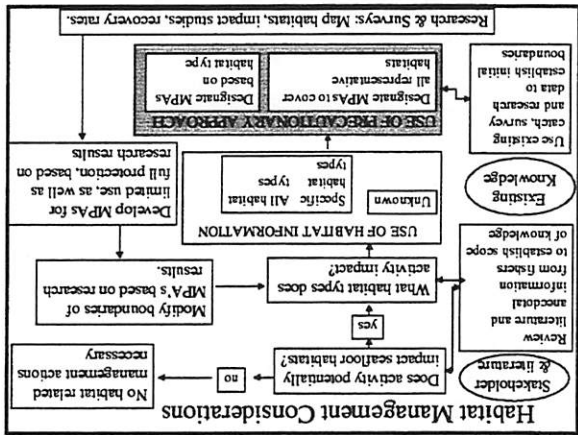 Habitat Management Considerations
Stakeholder
& literature
Does activity potentially
impact seafloor habitats?
no
No habitat related
management actions
necessary
yes
Review
literature and
anecdotal
information
from fishers
to establish scope
of knowledge
What types habitat does
activity impact?
Modify boundaries of
MPA's based on research
results.
USE OF HABITAT INFORMATION
Unknown
Specific
habitat
types
All habitat
types
Develop MPAs for
limited use, as well as
full protection, based on
research results
Existing
Knowledge
Use existing
catch, survey
and research
data to
establish initial
boundaries
USE OF PRECAUTIONARY APPROACH
Designate MPAs to cover
all representative
habitats
Designate MPAs
based on
habitat type
Research & Surveys: Map habitats, impact studies, recovery rates.